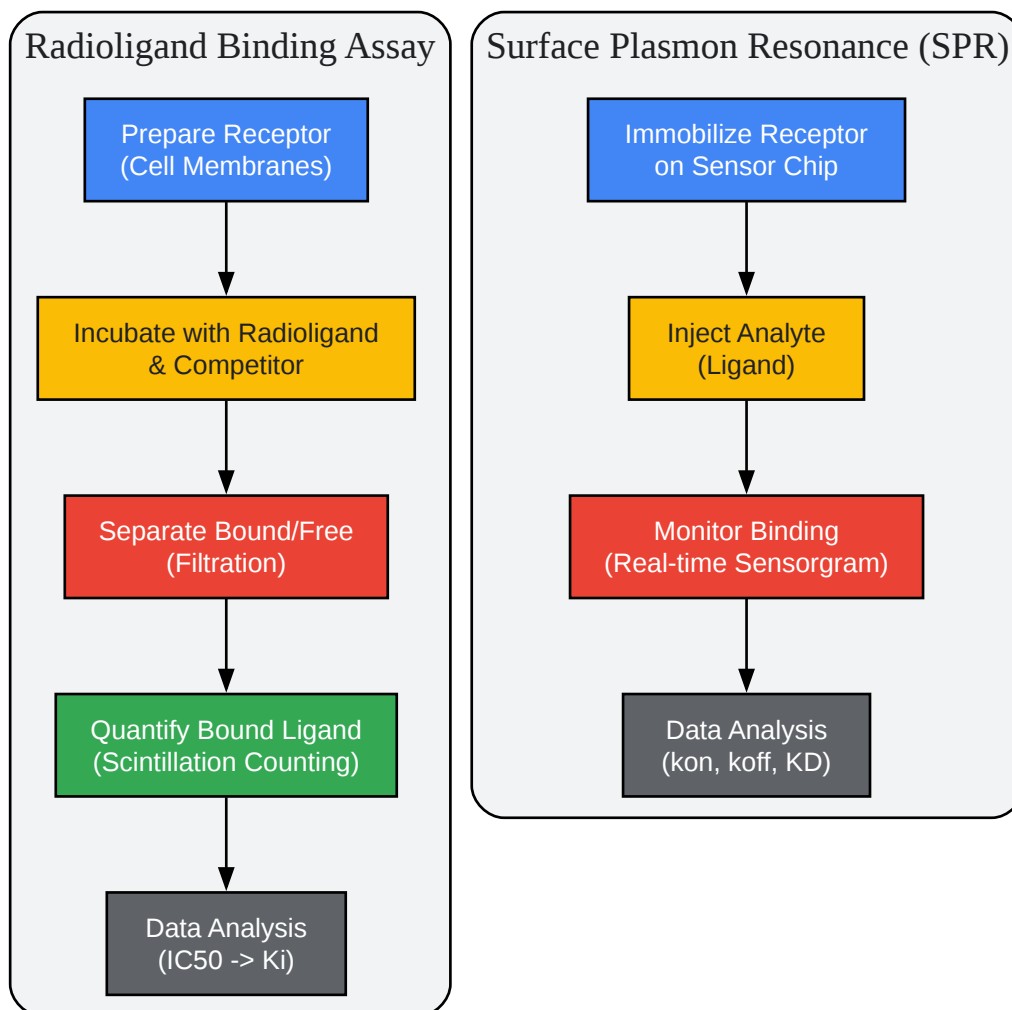 Radioligand Binding Assay
Prepare Receptor
(Cell Membranes)
Incubate with Radioligand
& Competitor
Separate Bound/Free
(Filtration)
Quantify Bound Ligand
(Scintillation Counting)
Data Analysis
(IC50 -> Ki)
Surface Plasmon Resonance (SPR)
Immobilize Receptor
on Sensor Chip
Inject Analyte
(Ligand)
Monitor Binding
(Real-time Sensorgram)
Data Analysis
(kon, koff, KD)